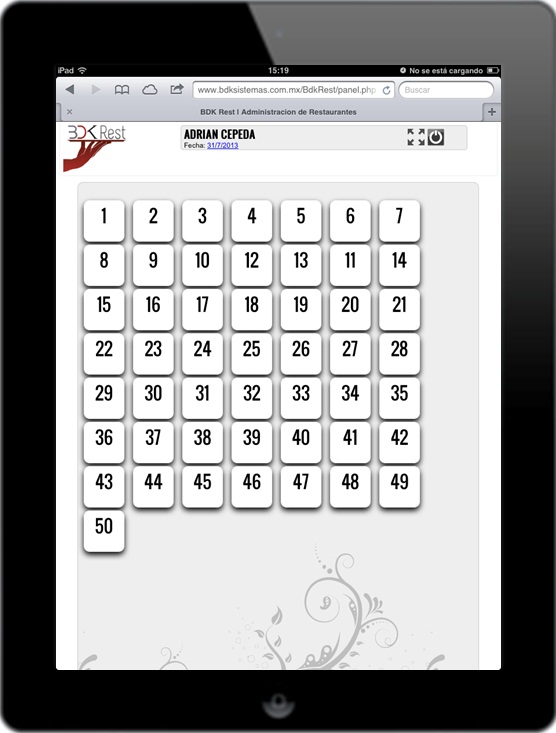 iPad 15:19 No se está cargando
www.bdksistemas.com.mx/BdkRest/panel.php Buscar
BDK Rest | Administracion de Restaurantes
BDK Rest
ADRIAN CEPEDA
Fecha: 31/7/2013
1 2 3 4 5 6 7
8 9 10 12 13 11 14
15 16 17 18 19 20 21
22 23 24 25 26 27 28
29 30 31 32 33 34 35
36 37 38 39 40 41 42
43 44 45 46 47 48 49
50